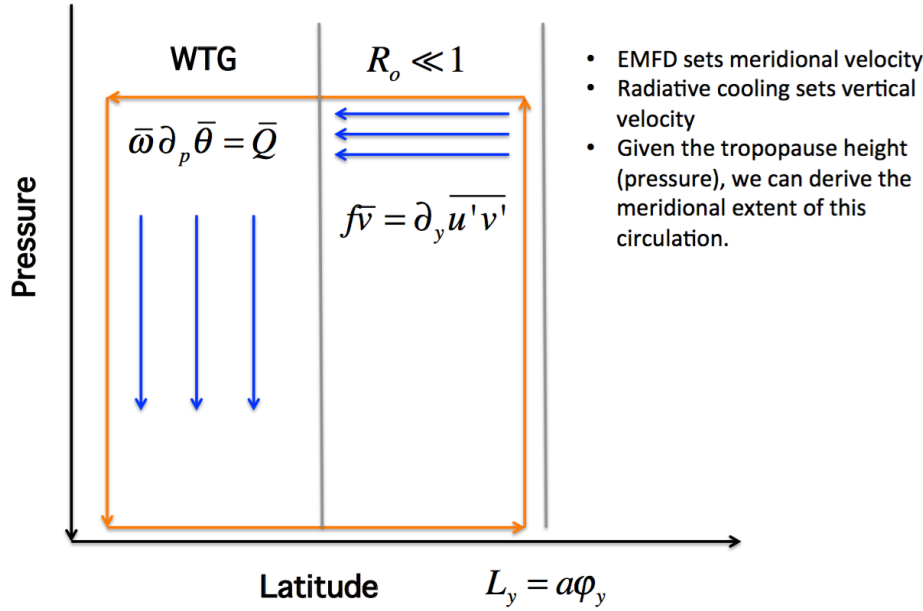 WTG
R_o ≪ 1
ω̄ ∂_p θ̄ = Q̄
f v̄ = ∂_y \overline{u'v'}
Pressure
Latitude
L_y = aφ_y
• EMFD sets meridional velocity
• Radiative cooling sets vertical
velocity
• Given the tropopause height
(pressure), we can derive the
meridional extent of this
circulation.